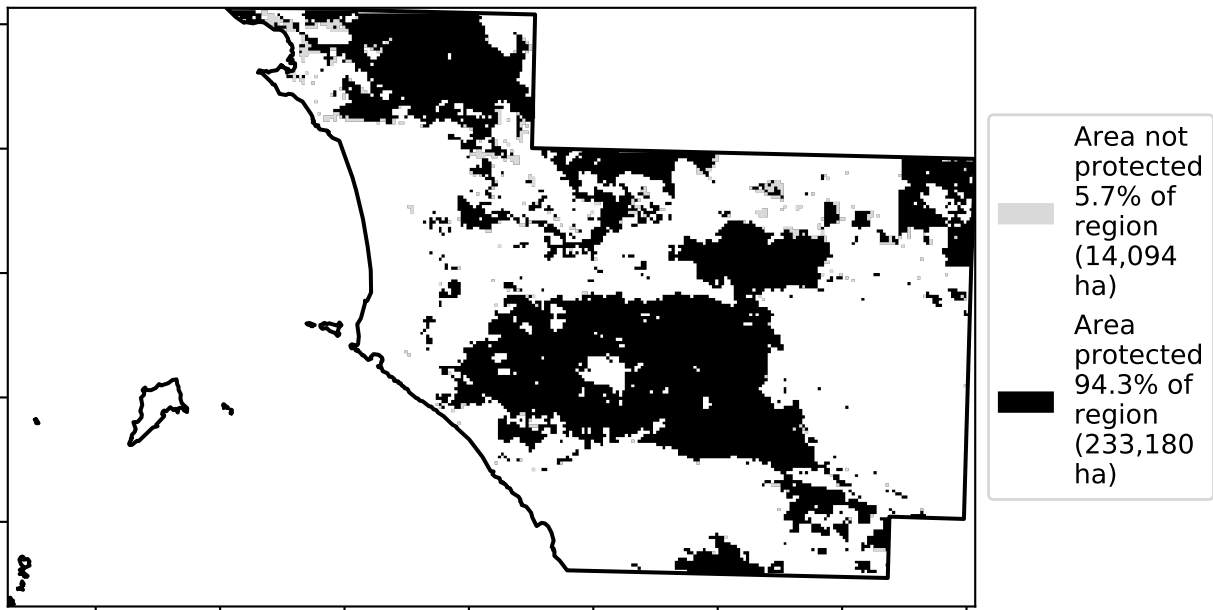 Area not
protected
5.7% of
region
(14,094
ha)
Area
protected
94.3% of
region
(233,180
ha)